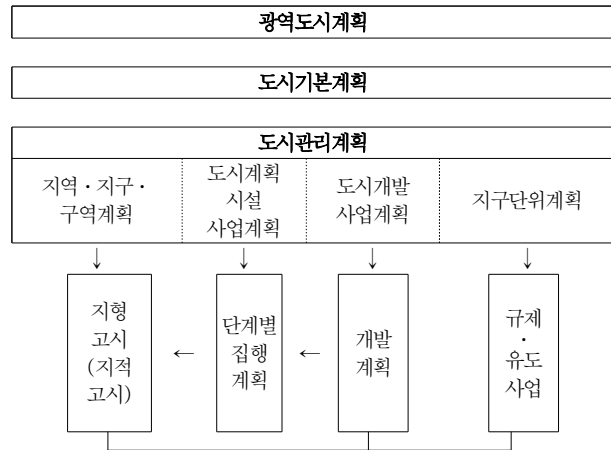 광역도시계획
도시기본계획
도시관리계획
지역・지구・
구역계획
도시계획
시설
사업계획
도시개발
사업계획
지구단위계획
↓ ↓ ↓ ↓
지형
고시
(지적
고시)
←
단계별
집행
계획
←
개발
계획
규제
・
유도
사업